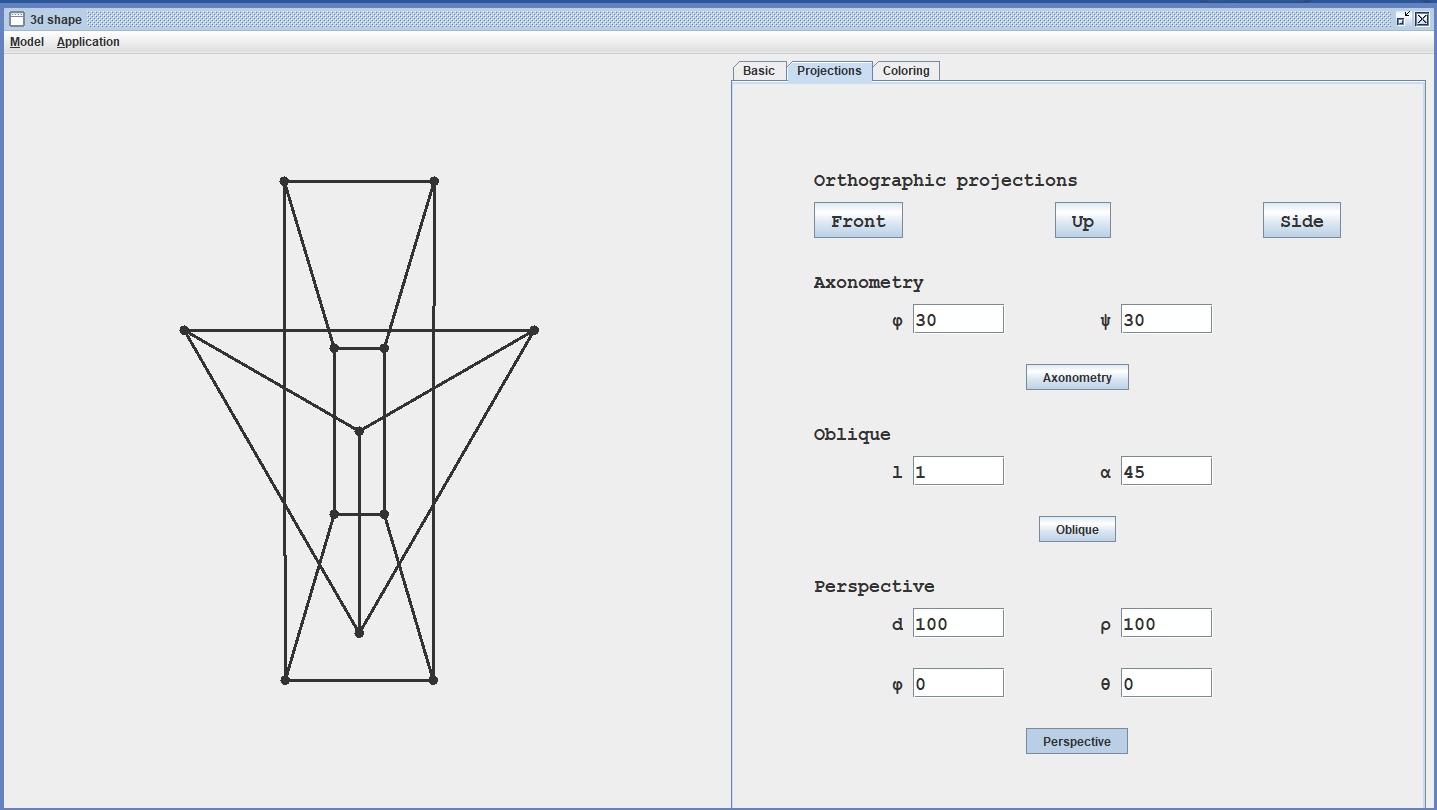 3d shape
Model Application
Basic Projections Coloring
Orthographic projections
Front Up Side
Axonometry
φ 30 ψ 30
Axonometry
Oblique
l 1 α 45
Oblique
Perspective
d 100 ρ 100
φ 0 θ 0
Perspective